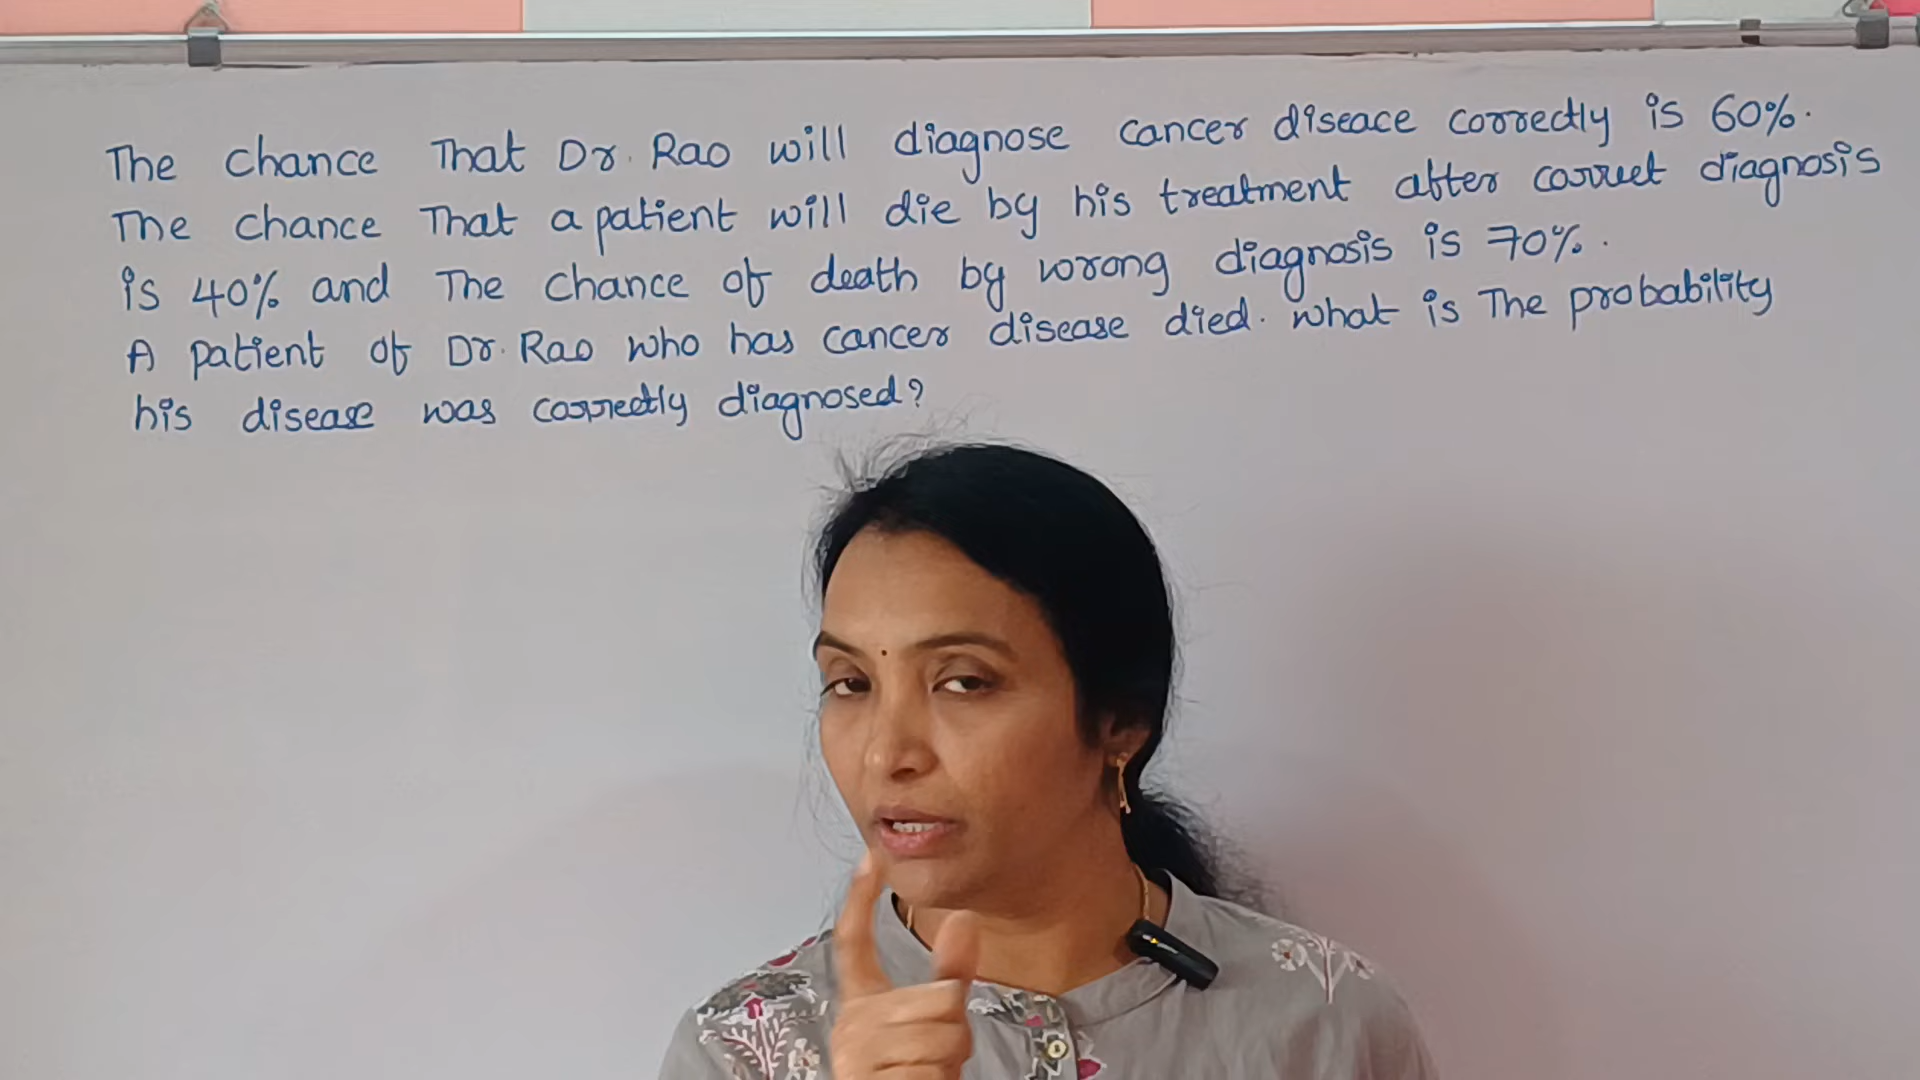 The chance That Dr. Rao will diagnose cancer diseace correctly is 60%.
The chance That a patient will die by his treatment after correct diagnosis
is 40% and The chance of death by wrong diagnosis is 70%.
A patient of Dr. Rao who has cancer disease died. what is The probability
his disease was correctly diagnosed?